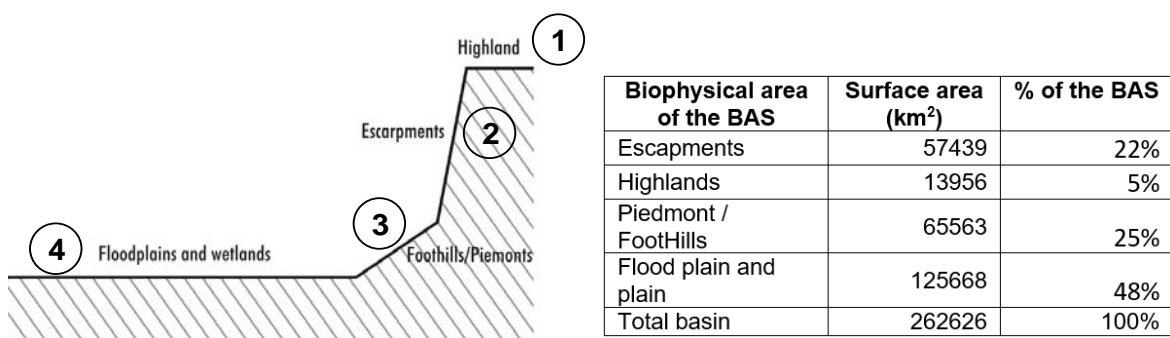 Highland
1
Escarpments
2
3
4
Floodplains and wetlands
Foothills/Piemonts
Biophysical area of the BAS
Surface area (km²)
% of the BAS
Escapments 57439 22%
Highlands 13956 5%
Piedmont / FootHills 65563 25%
Flood plain and plain 125668 48%
Total basin 262626 100%